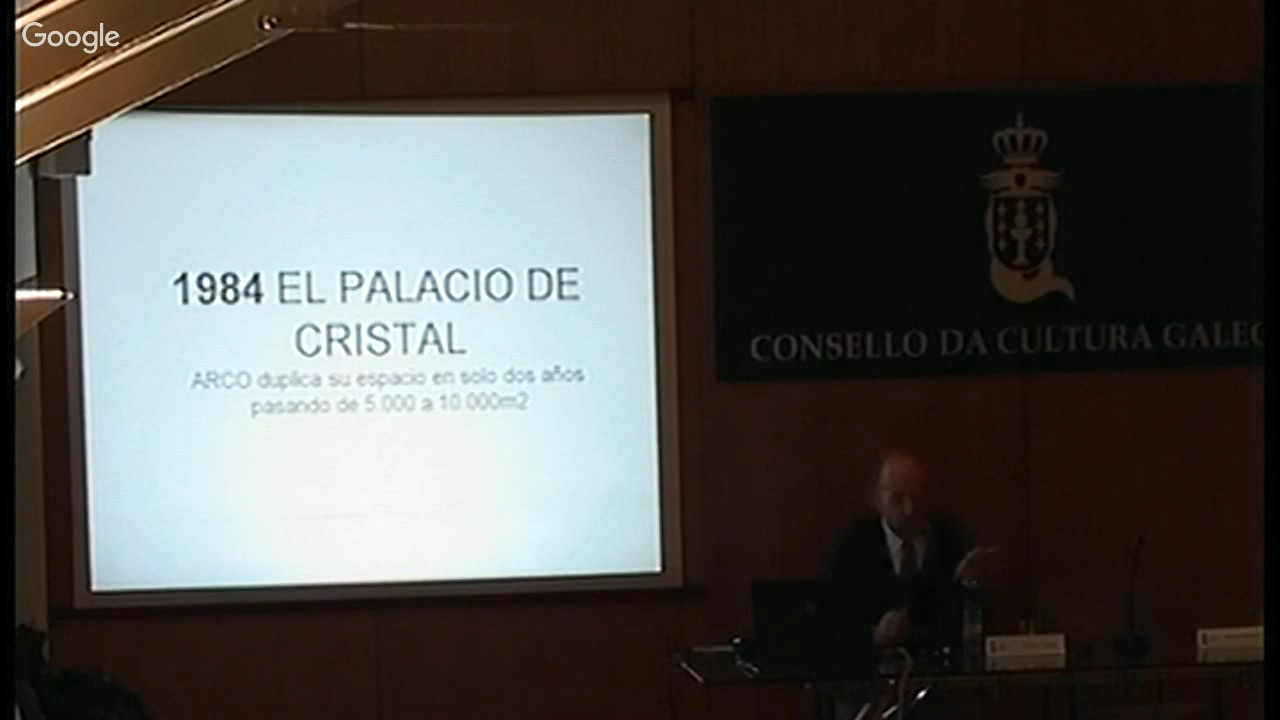 Google
1984 EL PALACIO DE
CRISTAL
ARCO duplica su espacio en solo dos años
pasando de 5.000 a 10.000m2
CONSELLO DA CULTURA GALEG